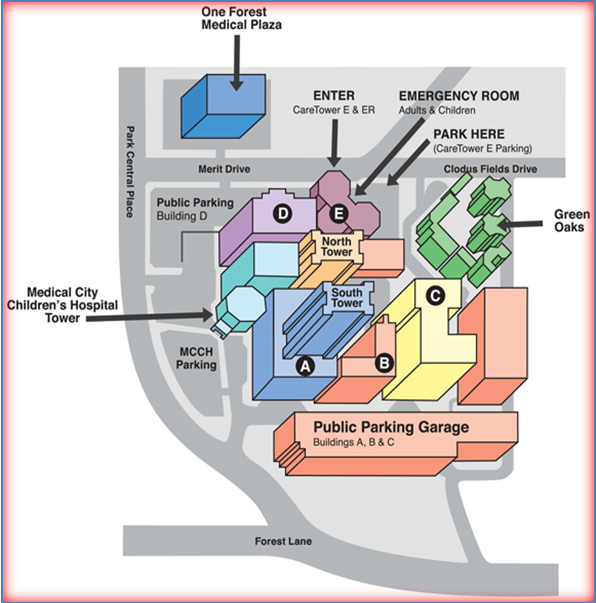 One Forest
Medical Plaza
ENTER
CareTower E & ER
EMERGENCY ROOM
Adults & Children
PARK HERE
(CareTower E Parking)
Park Central Place
Merit Drive
Clodus Fields Drive
Public Parking
Building D
D
E
Green
Oaks
North
Tower
Medical City
Children's Hospital
Tower
South
Tower
C
MCCH
Parking
A
B
Public Parking Garage
Buildings A, B & C
Forest Lane